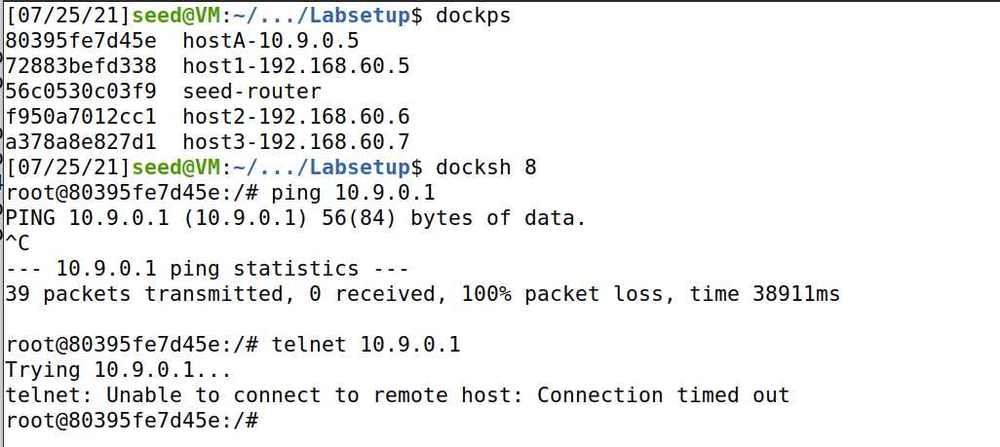 [07/25/21]seed@VM:~/.../Labsetup$ dockps
80395fe7d45e  hostA-10.9.0.5
72883befd338  host1-192.168.60.5
56c0530c03f9  seed-router
f950a7012cc1  host2-192.168.60.6
a378a8e827d1  host3-192.168.60.7
[07/25/21]seed@VM:~/.../Labsetup$ docksh 8
root@80395fe7d45e:/# ping 10.9.0.1
PING 10.9.0.1 (10.9.0.1) 56(84) bytes of data.
^C
--- 10.9.0.1 ping statistics ---
39 packets transmitted, 0 received, 100% packet loss, time 38911ms

root@80395fe7d45e:/# telnet 10.9.0.1
Trying 10.9.0.1...
telnet: Unable to connect to remote host: Connection timed out
root@80395fe7d45e:/#